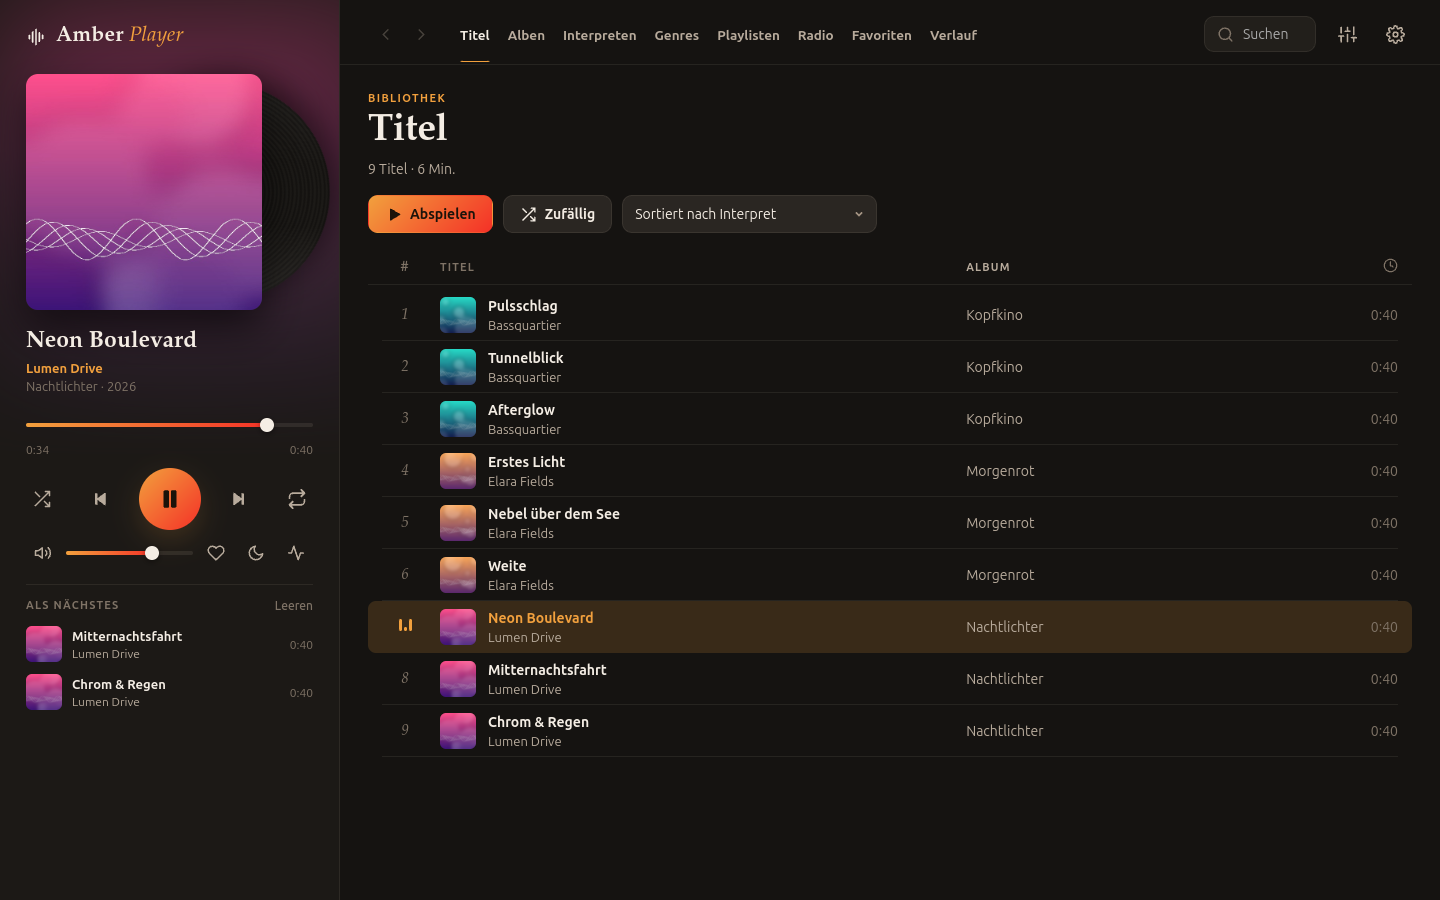 Amber Player
Neon Boulevard
Lumen Drive
Nachtlichter · 2026
0:34 0:40
ALS NÄCHSTES Leeren
Mitternachtsfahrt
Lumen Drive
0:40
Chrom & Regen
Lumen Drive
0:40
Titel Alben Interpreten Genres Playlisten Radio Favoriten Verlauf Suchen
BIBLIOTHEK
Titel
9 Titel · 6 Min.
Abspielen Zufällig Sortiert nach Interpret
# TITEL ALBUM
1 Pulsschlag Kopfkino 0:40
Bassquartier
2 Tunnelblick Kopfkino 0:40
Bassquartier
3 Afterglow Kopfkino 0:40
Bassquartier
4 Erstes Licht Morgenrot 0:40
Elara Fields
5 Nebel über dem See Morgenrot 0:40
Elara Fields
6 Weite Morgenrot 0:40
Elara Fields
Neon Boulevard Nachtlichter 0:40
Lumen Drive
8 Mitternachtsfahrt Nachtlichter 0:40
Lumen Drive
9 Chrom & Regen Nachtlichter 0:40
Lumen Drive